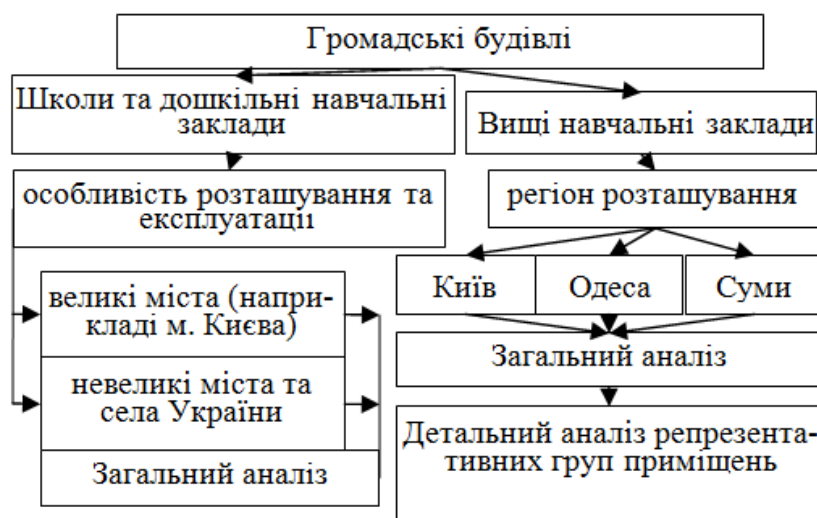 Громадські будівлі
Школи та дошкільні навчальні
заклади
Вищі навчальні заклади
особливість розташування та
експлуатації
регіон розташування
великі міста (напри-
кладі м. Києва)
невеликі міста та
села України
Загальний аналіз
Київ
Одеса
Суми
Загальний аналіз
Детальний аналіз репрезента-
тивних груп приміщень